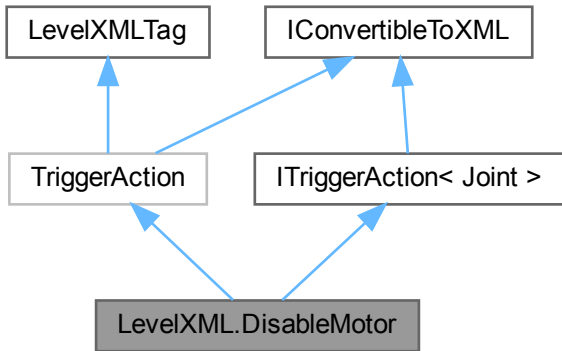 LevelXMLTag
IConvertibleToXML
TriggerAction
ITriggerAction< Joint >
LevelXML.DisableMotor